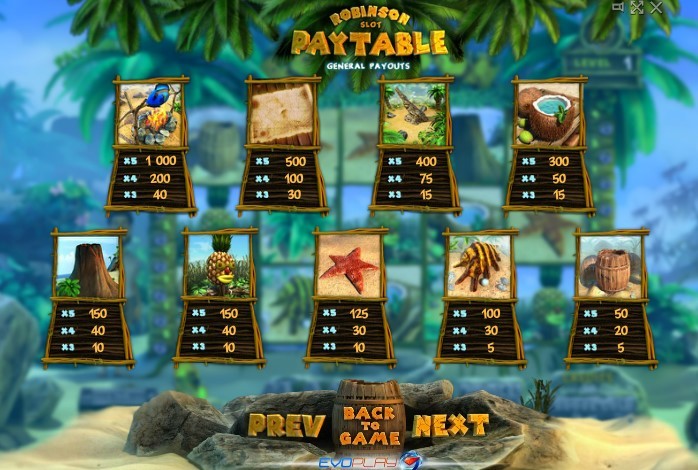 ROBINSON
SLOT
PAYTABLE
GENERAL PAYOUTS
LEVEL 1
x5 1 000
x4 200
x3 40
x5 500
x4 100
x3 30
x5 400
x4 75
x3 15
x5 300
x4 50
x3 15
x5 150
x4 40
x3 10
x5 150
x4 40
x3 10
x5 125
x4 30
x3 10
x5 100
x4 30
x3 5
x5 50
x4 20
x3 5
PREV
BACK
TO
GAME
NEXT
EVOPLAY